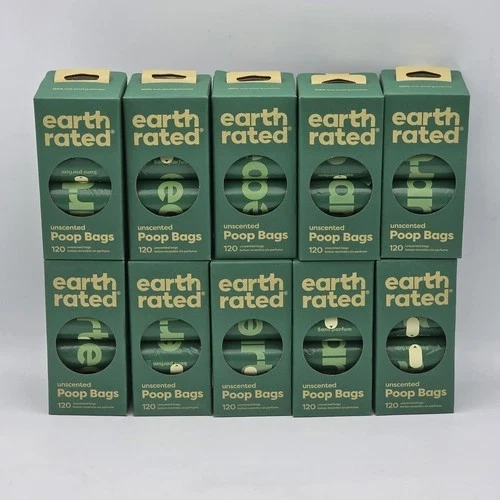 earth earth earth earth earth
rated® rated® rated® rated® rated®
unscented unscented unscented unscented unscented
Poop Bags Poop Bags Poop Bags Poop Bags Poop Bags
120 120 120 120 120
earth earth earth earth earth
rated® rated® rated® rated® rated®
Sans parfum
unscented unscented unscented unscented unscented
Poop Bags Poop Bags Poop Bags Poop Bags Poop Bags
120 120 120 120 120